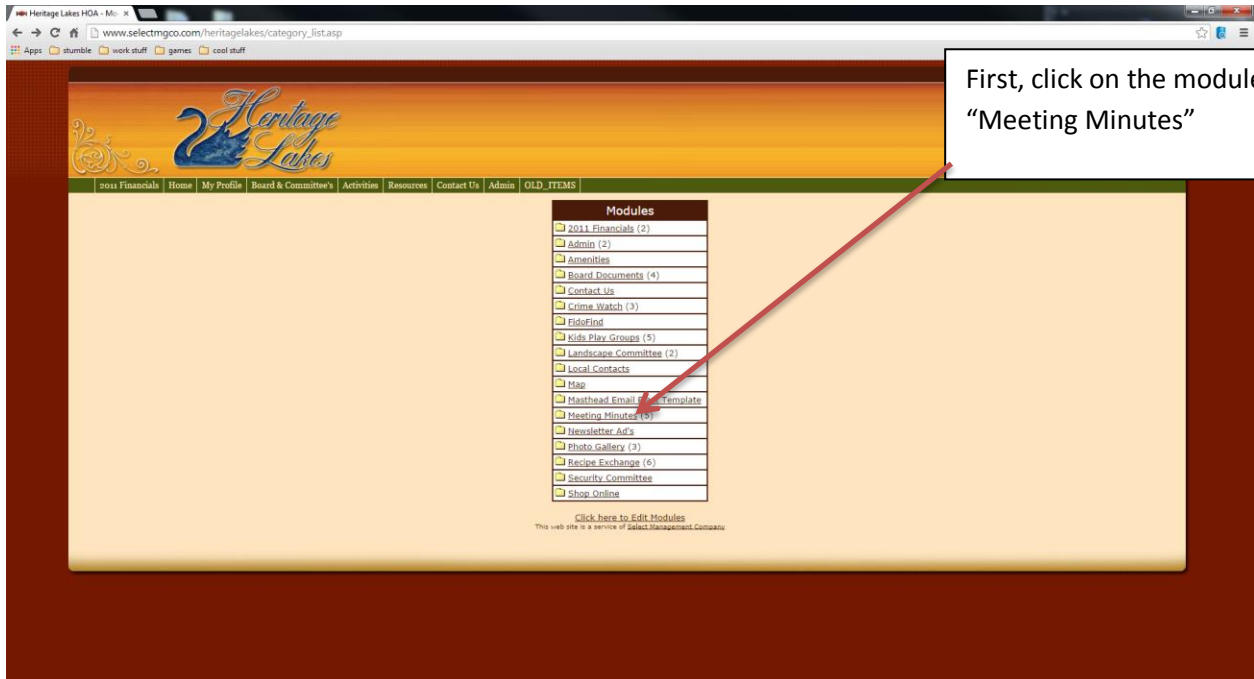 Heritage Lakes HOA - Mo
www.selectmgco.com/heritagelakes/category_list.asp
Apps stumble work stuff games cool stuff
First, click on the module
"Meeting Minutes"
Heritage
Lakes
2011 Financials Home My Profile Board & Committee's Activities Resources Contact Us Admin OLD_ITEMS
Modules
2011 Financials (2)
Admin (2)
Amenities
Board Documents (4)
Contact Us
Crime Watch (3)
FidoFind
Kids Play Groups (5)
Landscape Committee (2)
Local Contacts
Map
Masthead Email Template
Meeting Minutes (5)
Newsletter Ad's
Photo Gallery (3)
Recipe Exchange (6)
Security Committee
Shop Online
Click here to Edit Modules
This web site is a service of Select Management Company